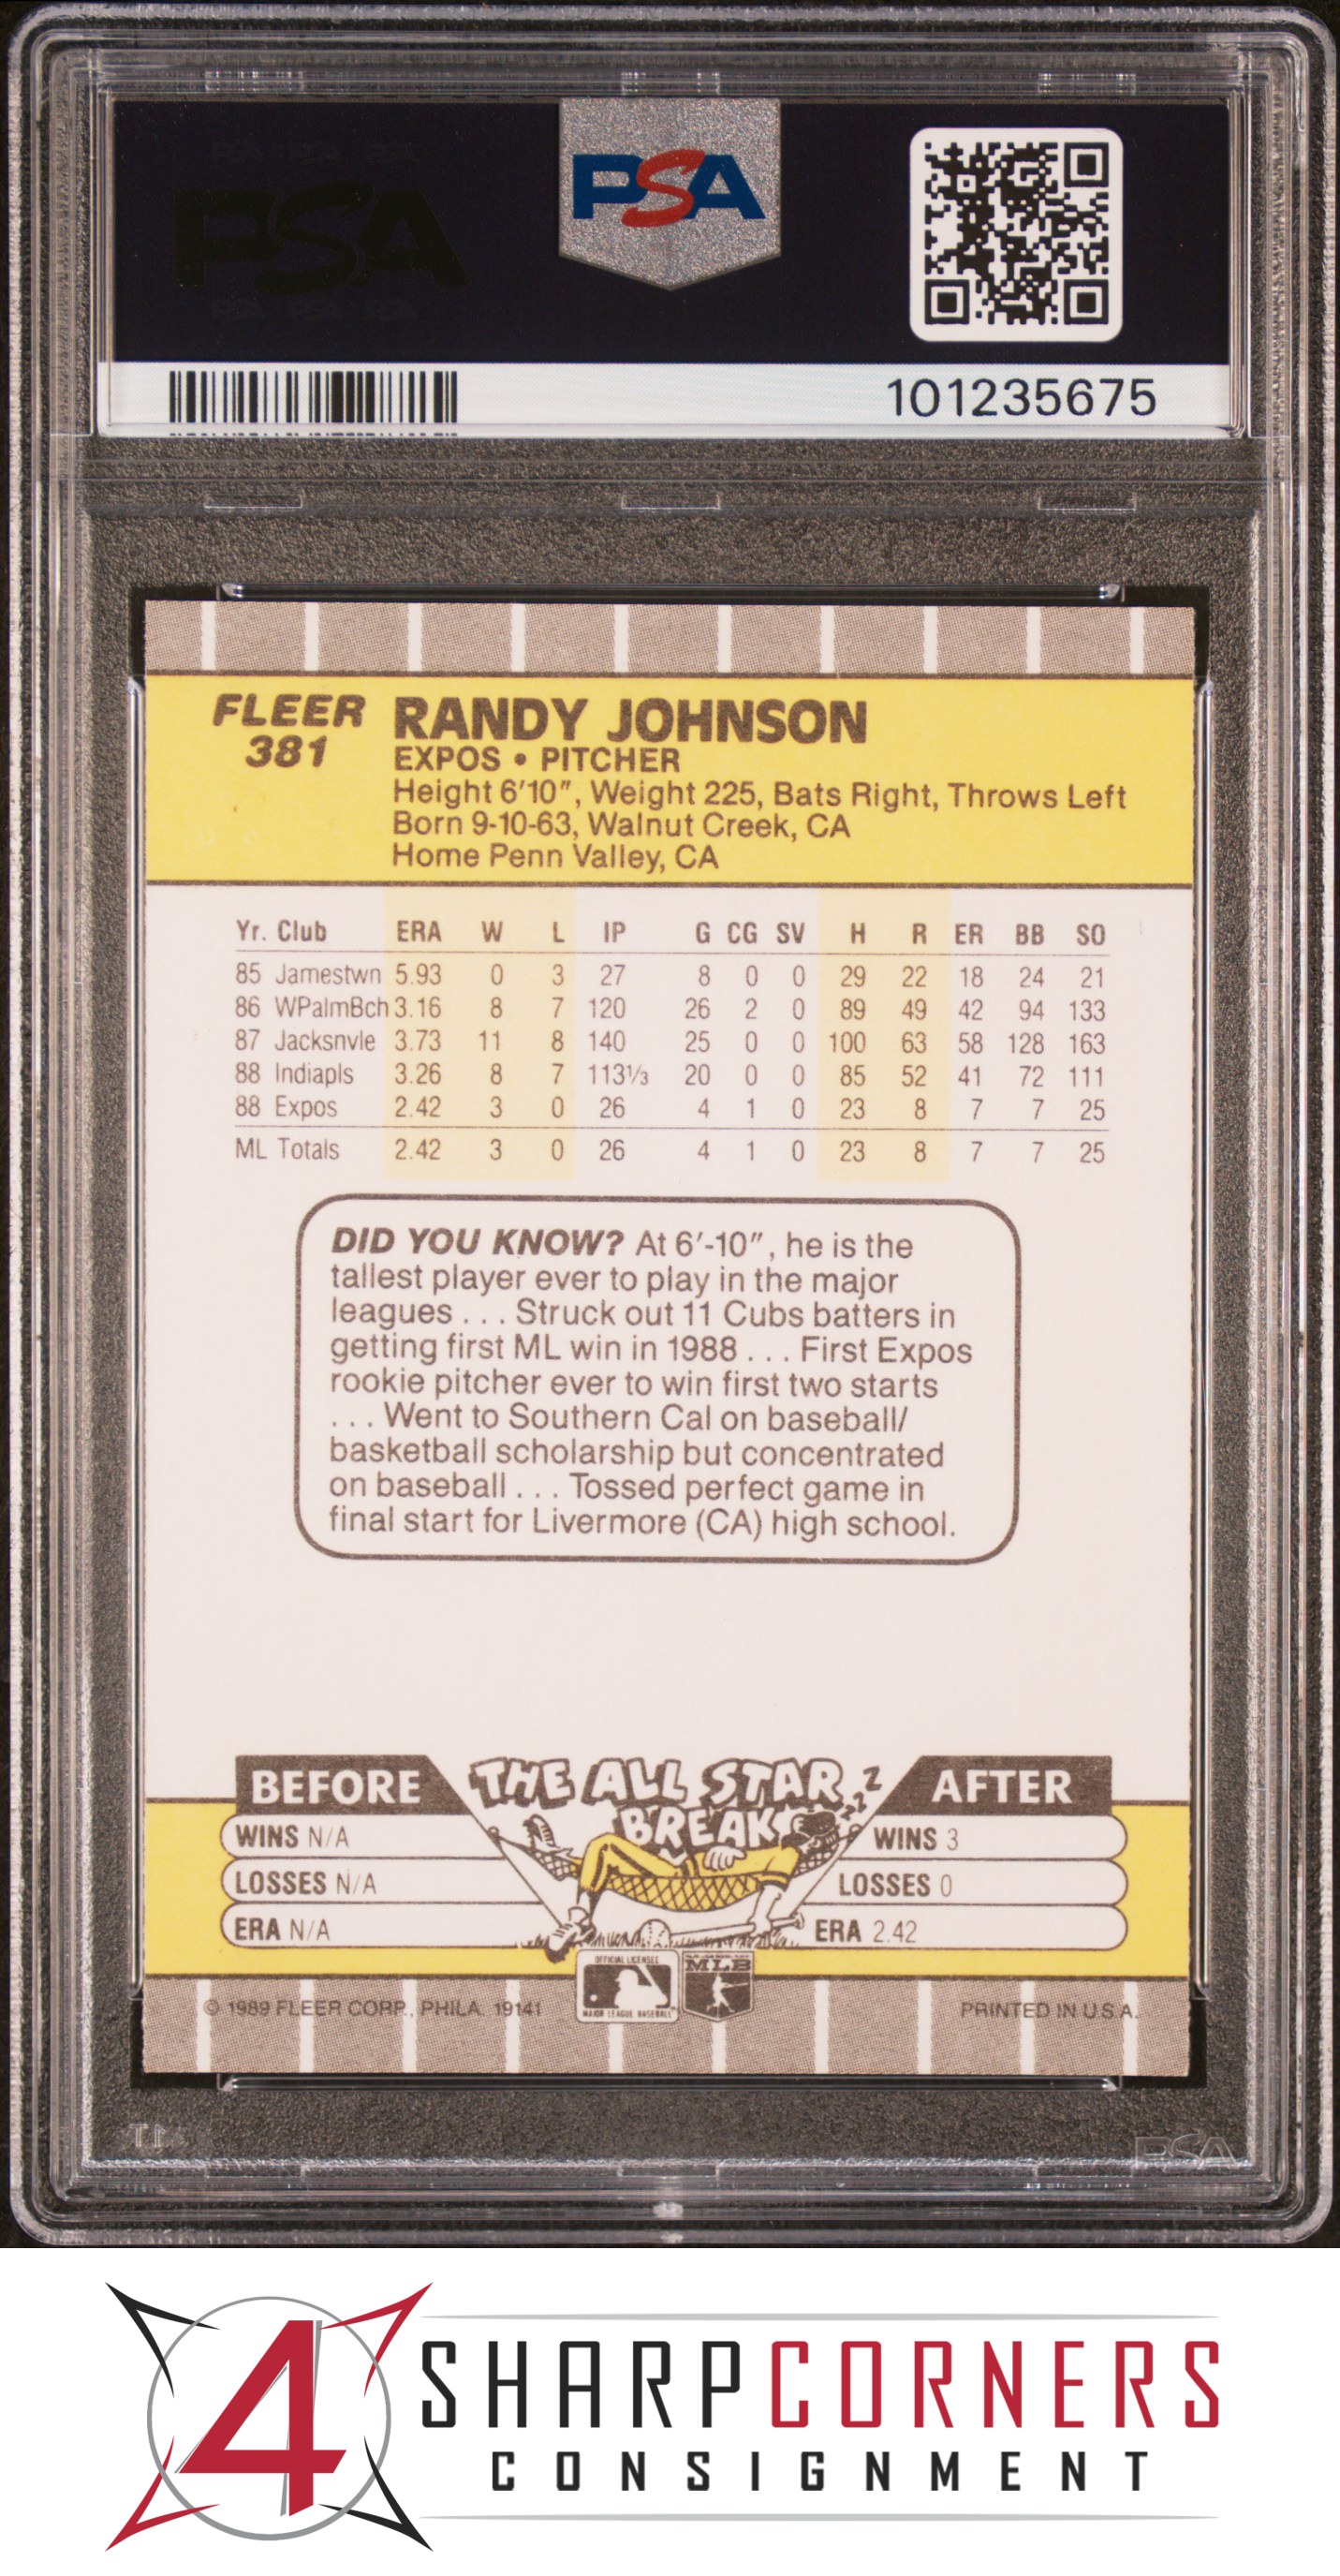 PSA
PSA
101235675
FLEER
381
RANDY JOHNSON
EXPOS • PITCHER
Height 6'10", Weight 225, Bats Right, Throws Left
Born 9-10-63, Walnut Creek, CA
Home Penn Valley, CA
Yr. Club ERA W L IP G CG SV H R ER BB SO
85 Jamestwn 5.93 0 3 27 8 0 0 29 22 18 24 21
86 WPalmBch 3.16 8 7 120 26 2 0 89 49 42 94 133
87 Jacksnvle 3.73 11 8 140 25 0 0 100 63 58 128 163
88 Indiapls 3.26 8 7 113⅓ 20 0 0 85 52 41 72 111
88 Expos 2.42 3 0 26 4 1 0 23 8 7 7 25
ML Totals 2.42 3 0 26 4 1 0 23 8 7 7 25
DID YOU KNOW? At 6'-10", he is the
tallest player ever to play in the major
leagues . . . Struck out 11 Cubs batters in
getting first ML win in 1988 . . . First Expos
rookie pitcher ever to win first two starts
. . . Went to Southern Cal on baseball/
basketball scholarship but concentrated
on baseball . . . Tossed perfect game in
final start for Livermore (CA) high school.
THE ALL STAR
BREAK
Z Z Z Z
BEFORE
WINS N/A
LOSSES N/A
ERA N/A
AFTER
WINS 3
LOSSES 0
ERA 2.42
OFFICIAL LICENSEE
MAJOR LEAGUE BASEBALL
MLB
© 1989 FLEER CORP., PHILA. 19141
PRINTED IN U.S.A.
PSA
4
SHARPCORNERS
CONSIGNMENT